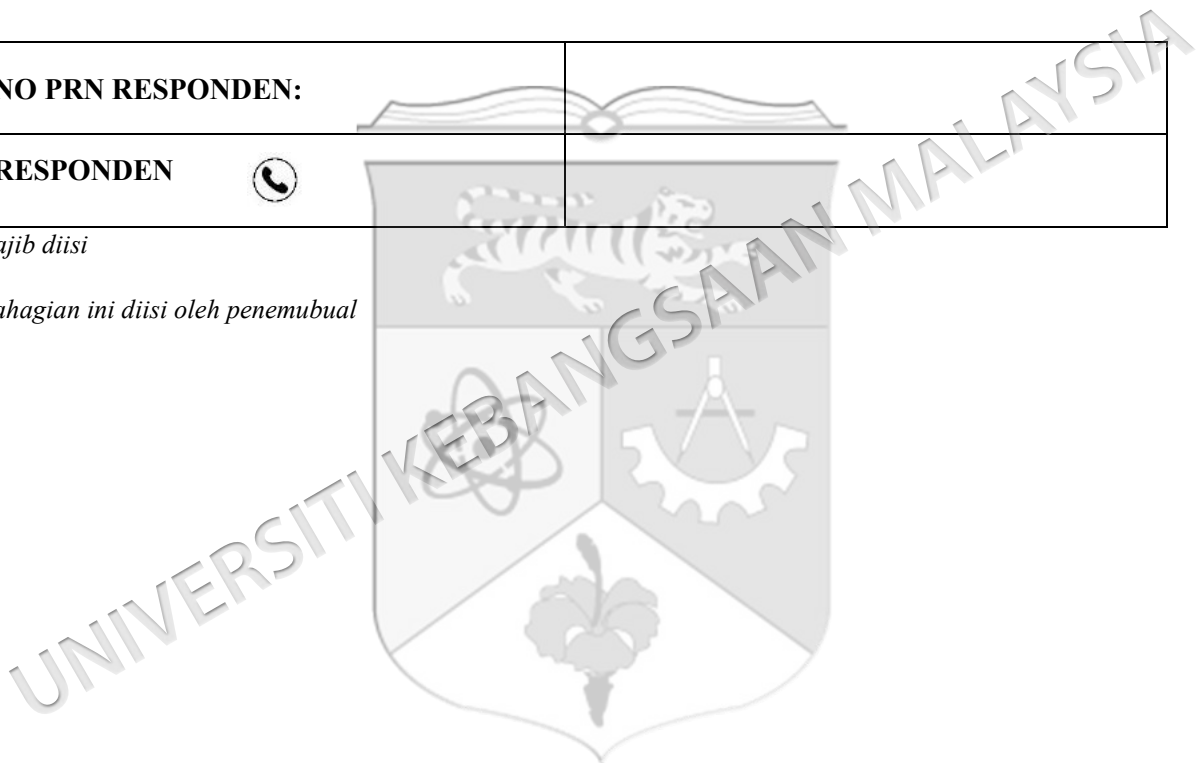 NO PRN RESPONDEN:
RESPONDEN
ajib diisi
ahagian ini diisi oleh penemubual
UNIVERSITI KEBANGSAAN MALAYSIA